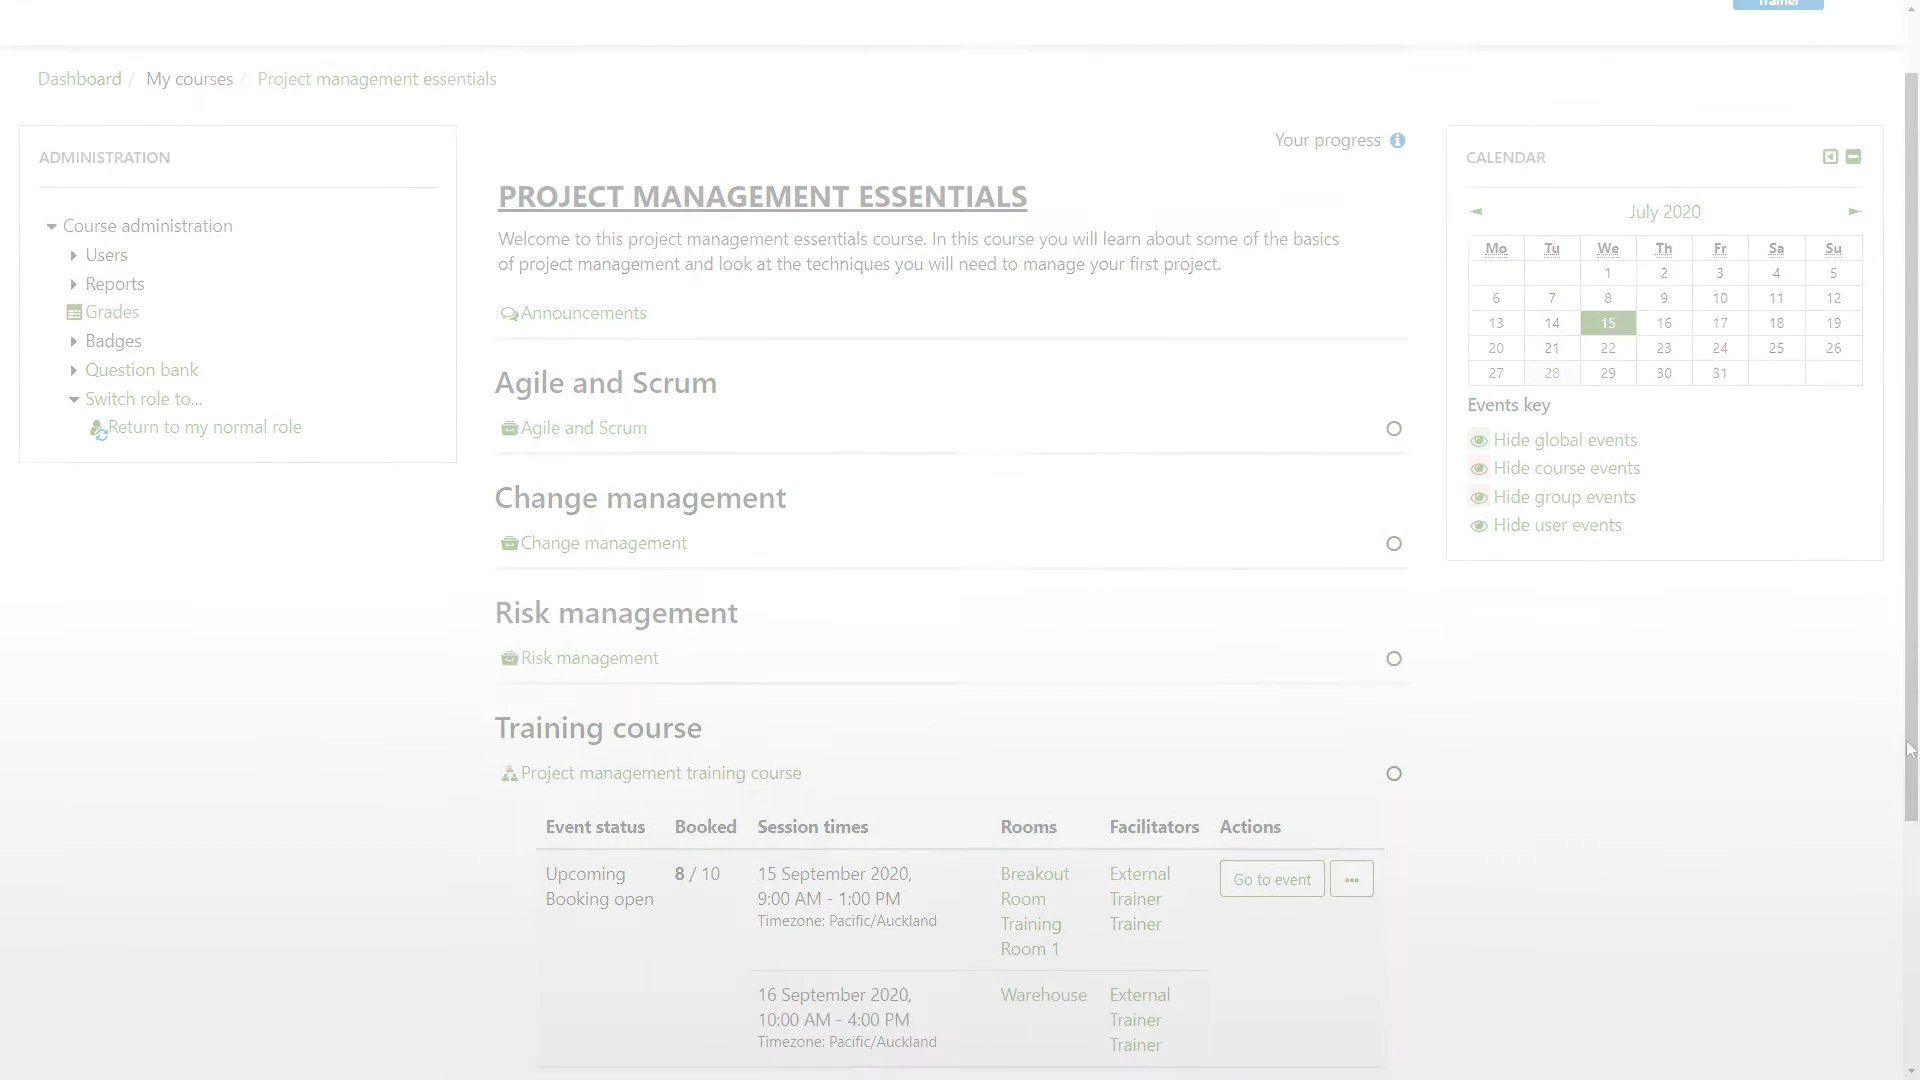 Trainer
Dashboard / My courses / Project management essentials
ADMINISTRATION
Course administration
Users
Reports
Grades
Badges
Question bank
Switch role to...
Return to my normal role
Your progress
PROJECT MANAGEMENT ESSENTIALS
Welcome to this project management essentials course. In this course you will learn about some of the basics
of project management and look at the techniques you will need to manage your first project.
Announcements
Agile and Scrum
Agile and Scrum
Change management
Change management
Risk management
Risk management
Training course
Project management training course
Event status Booked Session times Rooms Facilitators Actions
Upcoming
Booking open
8 / 10
15 September 2020,
9:00 AM - 1:00 PM
Timezone: Pacific/Auckland
Breakout
Room
Training
Room 1
External
Trainer
Trainer
Go to event
...
16 September 2020,
10:00 AM - 4:00 PM
Timezone: Pacific/Auckland
Warehouse
External
Trainer
Trainer
CALENDAR
July 2020
Mo Tu We Th Fr Sa Su
1 2 3 4 5
6 7 8 9 10 11 12
13 14 15 16 17 18 19
20 21 22 23 24 25 26
27 28 29 30 31
Events key
Hide global events
Hide course events
Hide group events
Hide user events